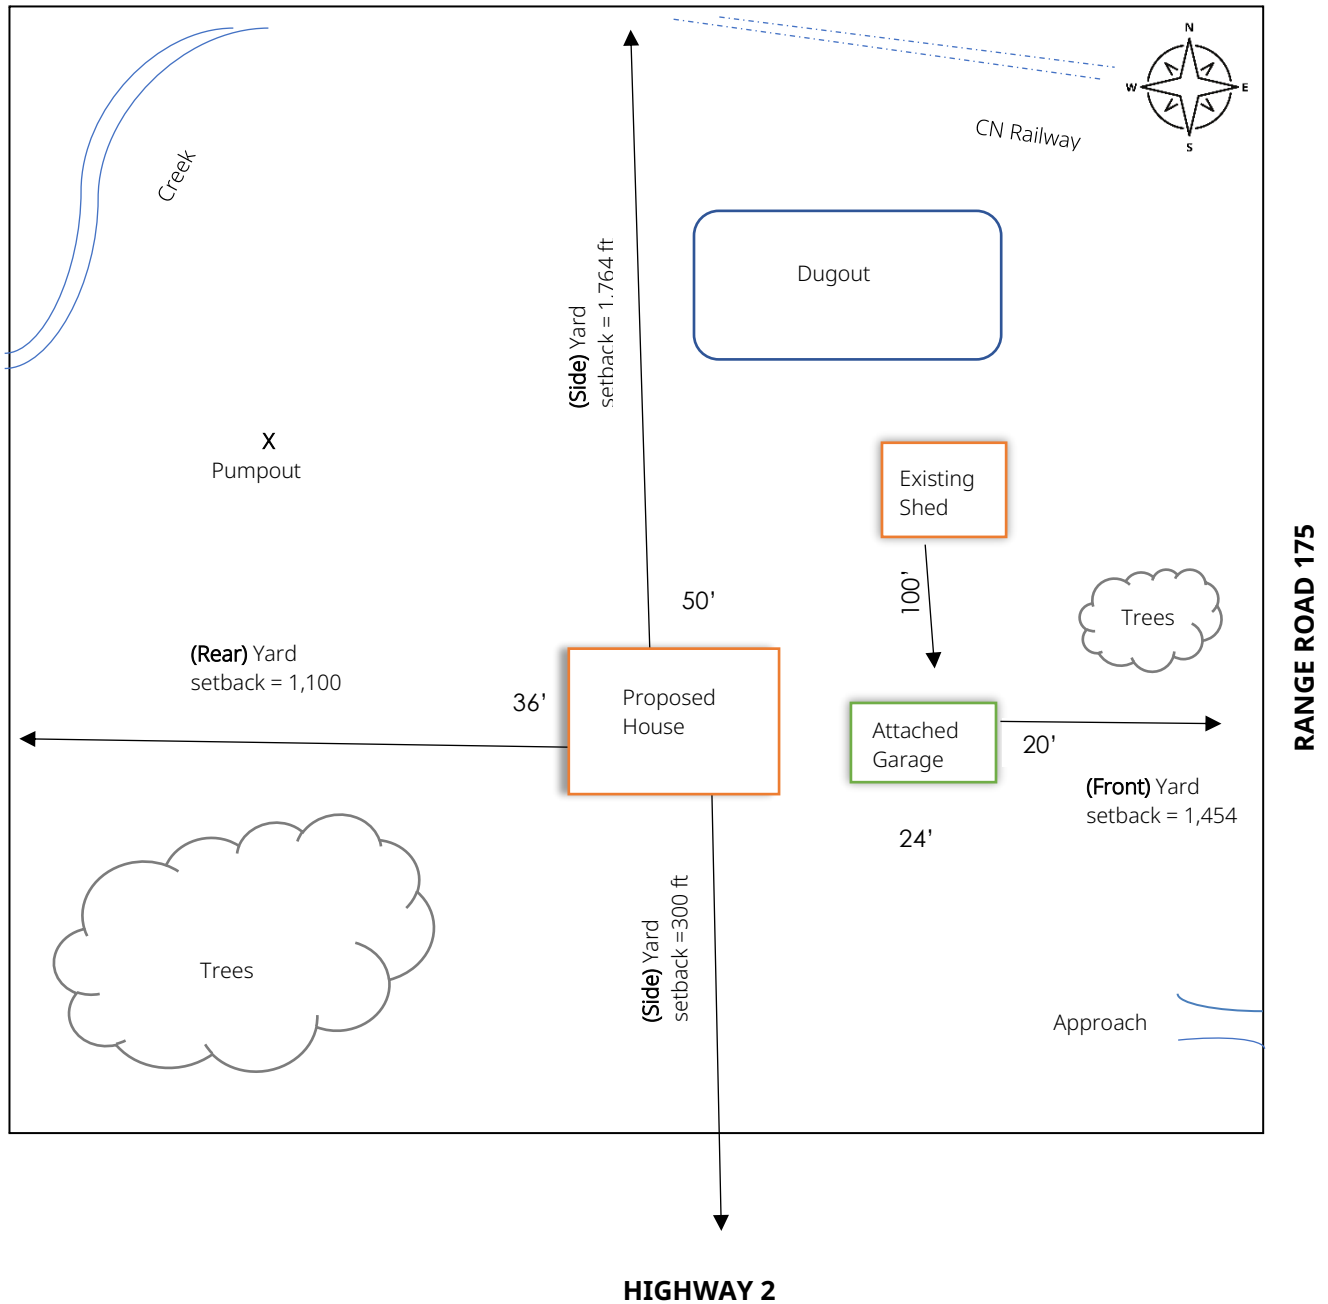 N
W
E
S
CN Railway
Creek
Dugout
(Side) Yard
setback = 1.764 ft
X
Pumpout
Existing
Shed
100’
50’
Trees
(Rear) Yard
setback = 1,100
36’
Proposed
House
Attached
Garage
20’
(Front) Yard
setback = 1,454
24’
(Side) Yard
setback =300 ft
Trees
Approach
RANGE ROAD 175
HIGHWAY 2